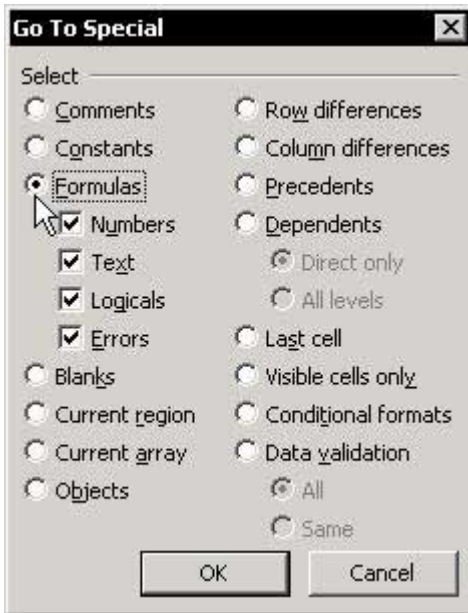 Go To Special
Select
Comments
Constants
Formulas
Numbers
Text
Logicals
Errors
Blanks
Current region
Current array
Objects
Row differences
Column differences
Precedents
Dependents
Direct only
All levels
Last cell
Visible cells only
Conditional formats
Data validation
All
Same
OK
Cancel